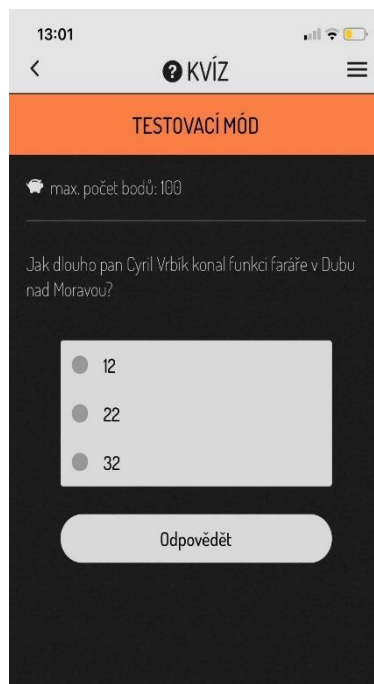 13:01
KVÍZ
TESTOVACÍ MÓD
max. počet bodů: 100
Jak dlouho pan Cyril Vrbík konal funkci faráře v Dubu
nad Moravou?
12
22
32
Odpovědět